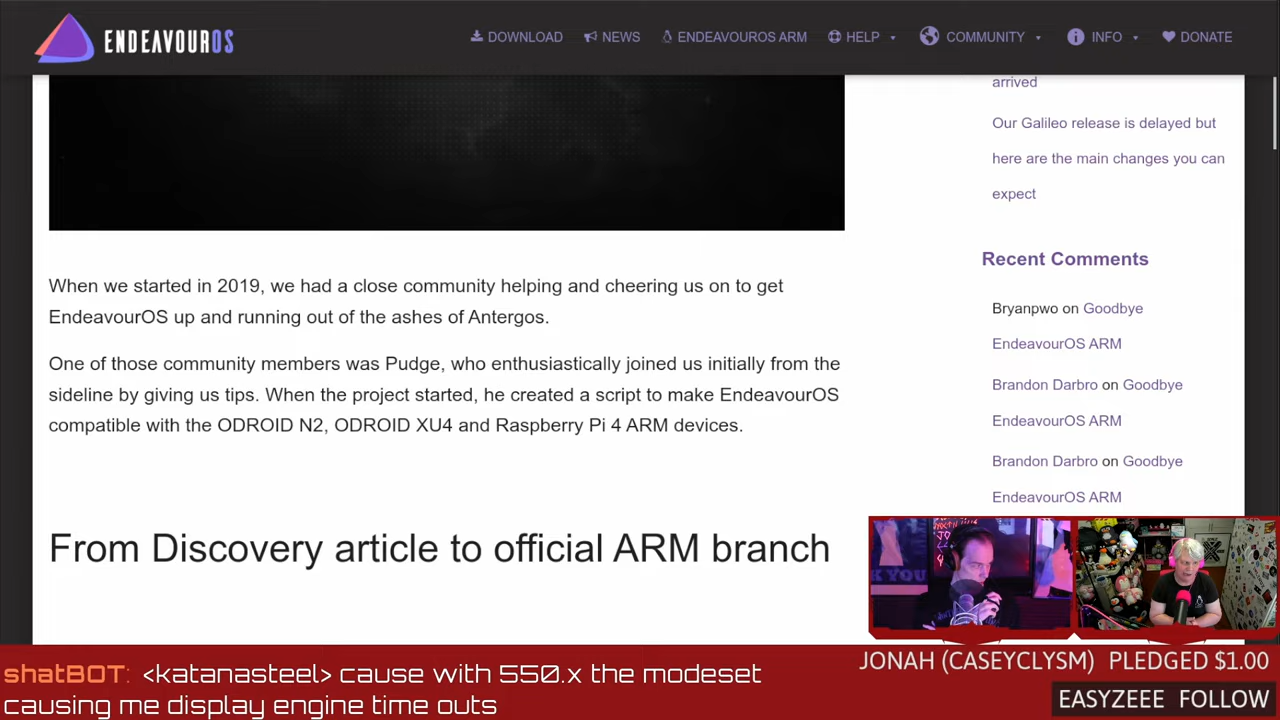 ENDEAVOUROS
DOWNLOAD
NEWS
ENDEAVOUROS ARM
HELP
COMMUNITY
INFO
DONATE
arrived
Our Galileo release is delayed but
here are the main changes you can
expect
When we started in 2019, we had a close community helping and cheering us on to get
EndeavourOS up and running out of the ashes of Antergos.
One of those community members was Pudge, who enthusiastically joined us initially from the
sideline by giving us tips. When the project started, he created a script to make EndeavourOS
compatible with the ODROID N2, ODROID XU4 and Raspberry Pi 4 ARM devices.
From Discovery article to official ARM branch
Recent Comments
Bryanpwo on Goodbye
EndeavourOS ARM
Brandon Darbro on Goodbye
EndeavourOS ARM
Brandon Darbro on Goodbye
EndeavourOS ARM
shatBOT: <katanasteel> cause with 550.x the modeset
causing me display engine time outs
JONAH (CASEYCLYSM) PLEDGED $1.00
EASYZEEE FOLLOW